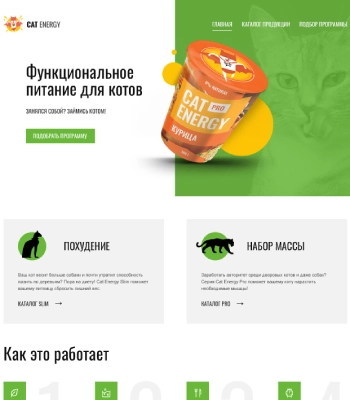 CAT ENERGY
ГЛАВНАЯ КАТАЛОГ ПРОДУКЦИИ ПОДБОР ПРОГРАММЫ
Функциональное
питание для котов
ЗАНЯЛСЯ СОБОЙ? ЗАЙМИСЬ КОТОМ!
ПОДОБРАТЬ ПРОГРАММУ
CAT PRO
ENERGY
КУРИЦА
ПОХУДЕНИЕ
Ваш кот весит больше собаки и почти утратил способность
лазить по деревьям? Пора на диету! Cat Energy Slim поможет
вашему питомцу сбросить лишний вес.
КАТАЛОГ SLIM
НАБОР МАССЫ
Заработать авторитет среди дворовых котов и даже собак?
Серия Cat Energy Pro поможет вашему коту нарастить
необходимые мышцы!
КАТАЛОГ PRO
Как это работает
1 2 3 4